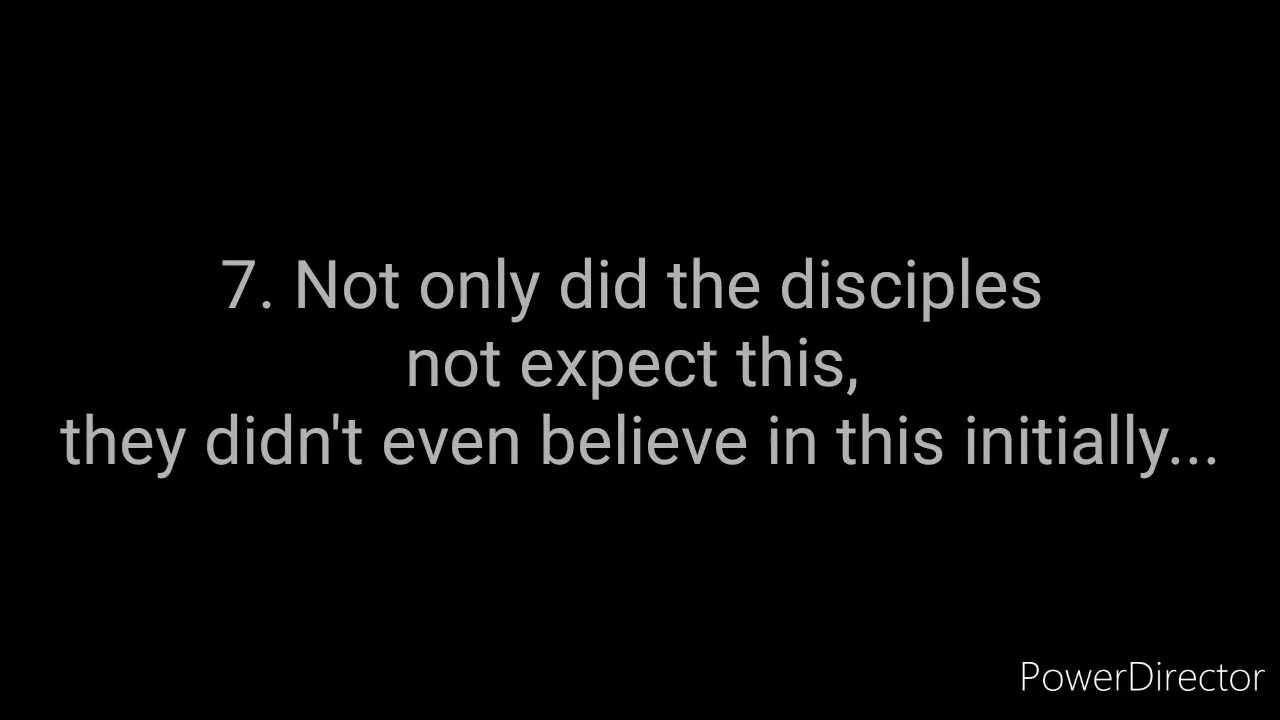 7. Not only did the disciples
not expect this,
they didn't even believe in this initially...
PowerDirector